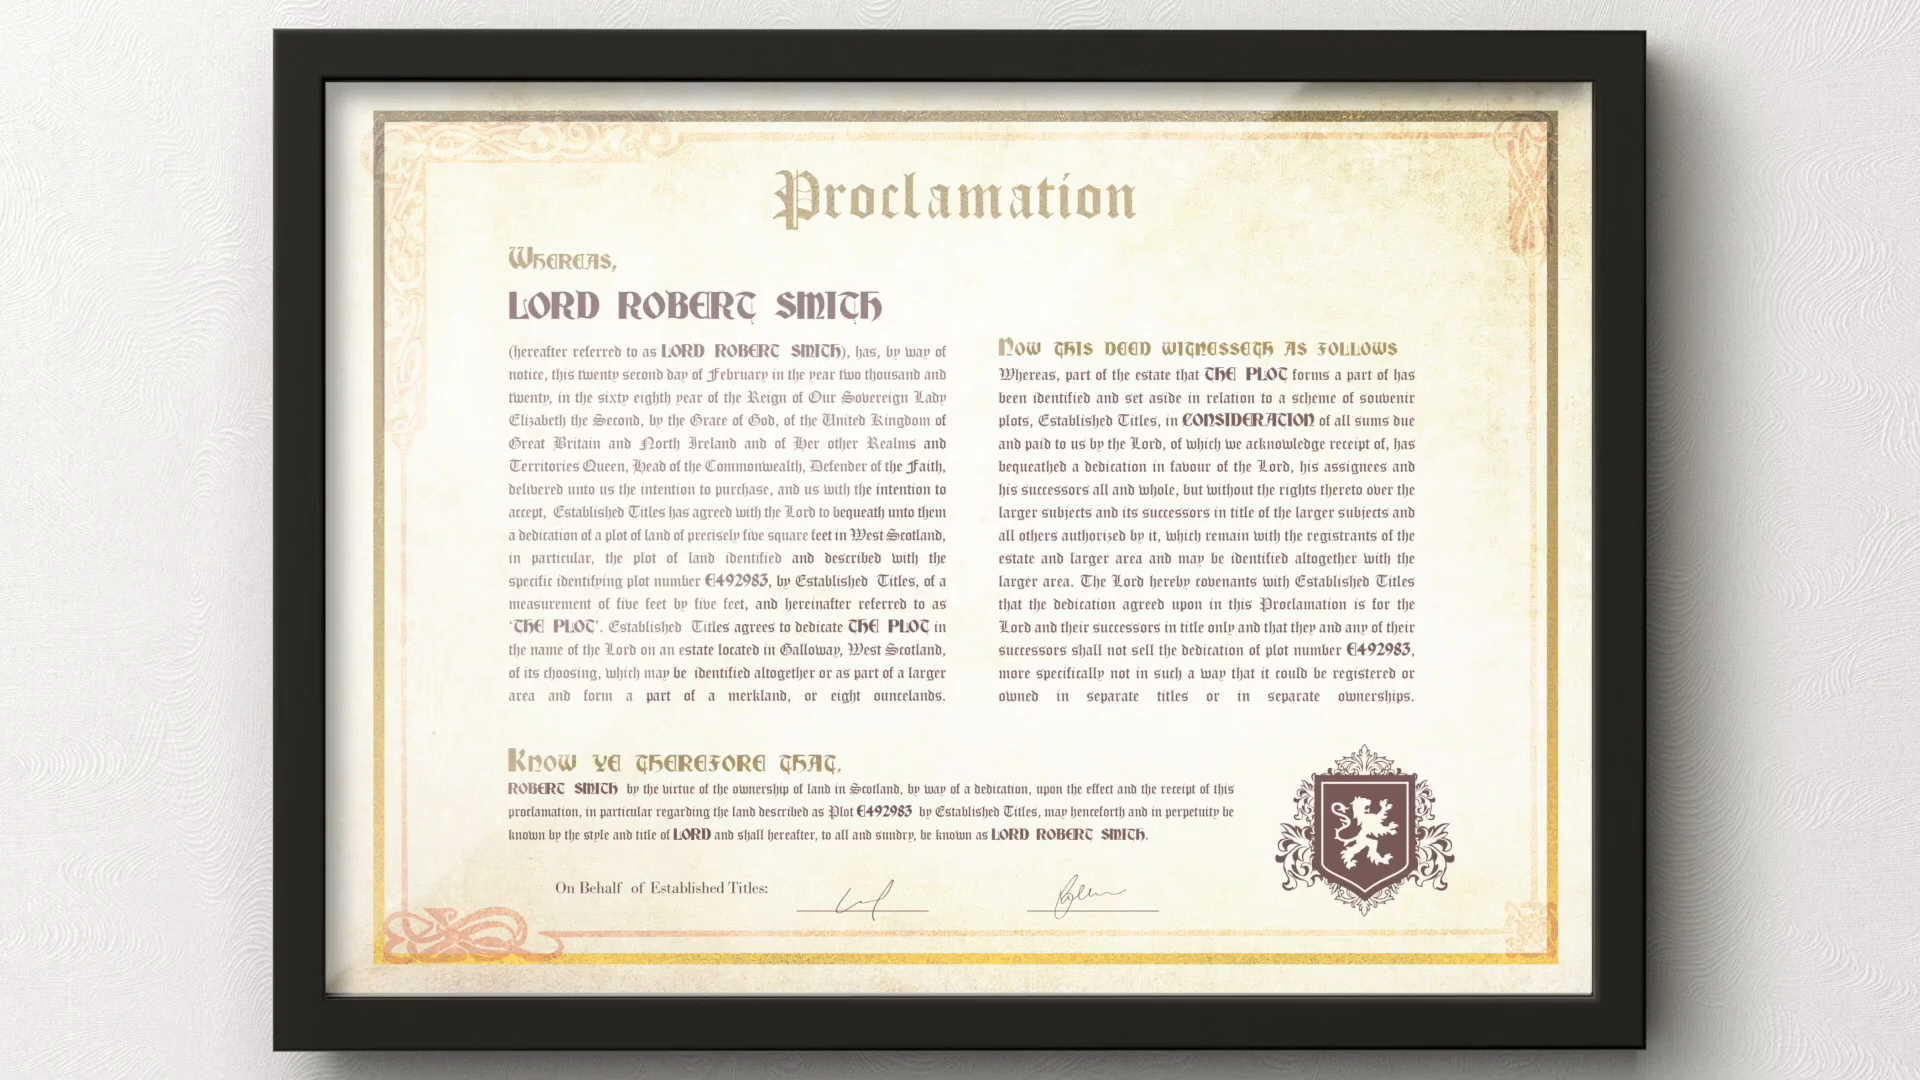 Proclamation
Whereas,
LORD ROBERT SMITH
(hereafter referred to as LORD ROBERT SMITH), has, by way of
notice, this twenty second day of February in the year two thousand and
twenty, in the sixty eighth year of the Reign of Our Sovereign Lady
Elizabeth the Second, by the Grace of God, of the United Kingdom of
Great Britain and North Ireland and of Her other Realms and
Territories Queen, Head of the Commonwealth, Defender of the Faith,
delivered unto us the intention to purchase, and us with the intention to
accept, Established Titles has agreed with the Lord to bequeath unto them
a dedication of a plot of land of precisely five square feet in West Scotland,
in particular, the plot of land identified and described with the
specific identifying plot number E492983, by Established Titles, of a
measurement of five feet by five feet, and hereinafter referred to as
‘THE PLOT’. Established Titles agrees to dedicate THE PLOT in
the name of the Lord on an estate located in Galloway, West Scotland,
of its choosing, which may be identified altogether or as part of a larger
area and form a part of a merkland, or eight ouncelands.
Now this deed witnesseth as follows
Whereas, part of the estate that THE PLOT forms a part of has
been identified and set aside in relation to a scheme of souvenir
plots, Established Titles, in CONSIDERATION of all sums due
and paid to us by the Lord, of which we acknowledge receipt of, has
bequeathed a dedication in favour of the Lord, his assignees and
his successors all and whole, but without the rights thereto over the
larger subjects and its successors in title of the larger subjects and
all others authorized by it, which remain with the registrants of the
estate and larger area and may be identified altogether with the
larger area. The Lord hereby covenants with Established Titles
that the dedication agreed upon in this Proclamation is for the
Lord and their successors in title only and that they and any of their
successors shall not sell the dedication of plot number E492983,
more specifically not in such a way that it could be registered or
owned in separate titles or in separate ownerships.
Know ye therefore that,
ROBERT SMITH by the virtue of the ownership of land in Scotland, by way of a dedication, upon the effect and the receipt of this
proclamation, in particular regarding the land described as Plot E492983 by Established Titles, may henceforth and in perpetuity be
known by the style and title of LORD and shall hereafter, to all and sundry, be known as LORD ROBERT SMITH.
On Behalf of Established Titles: